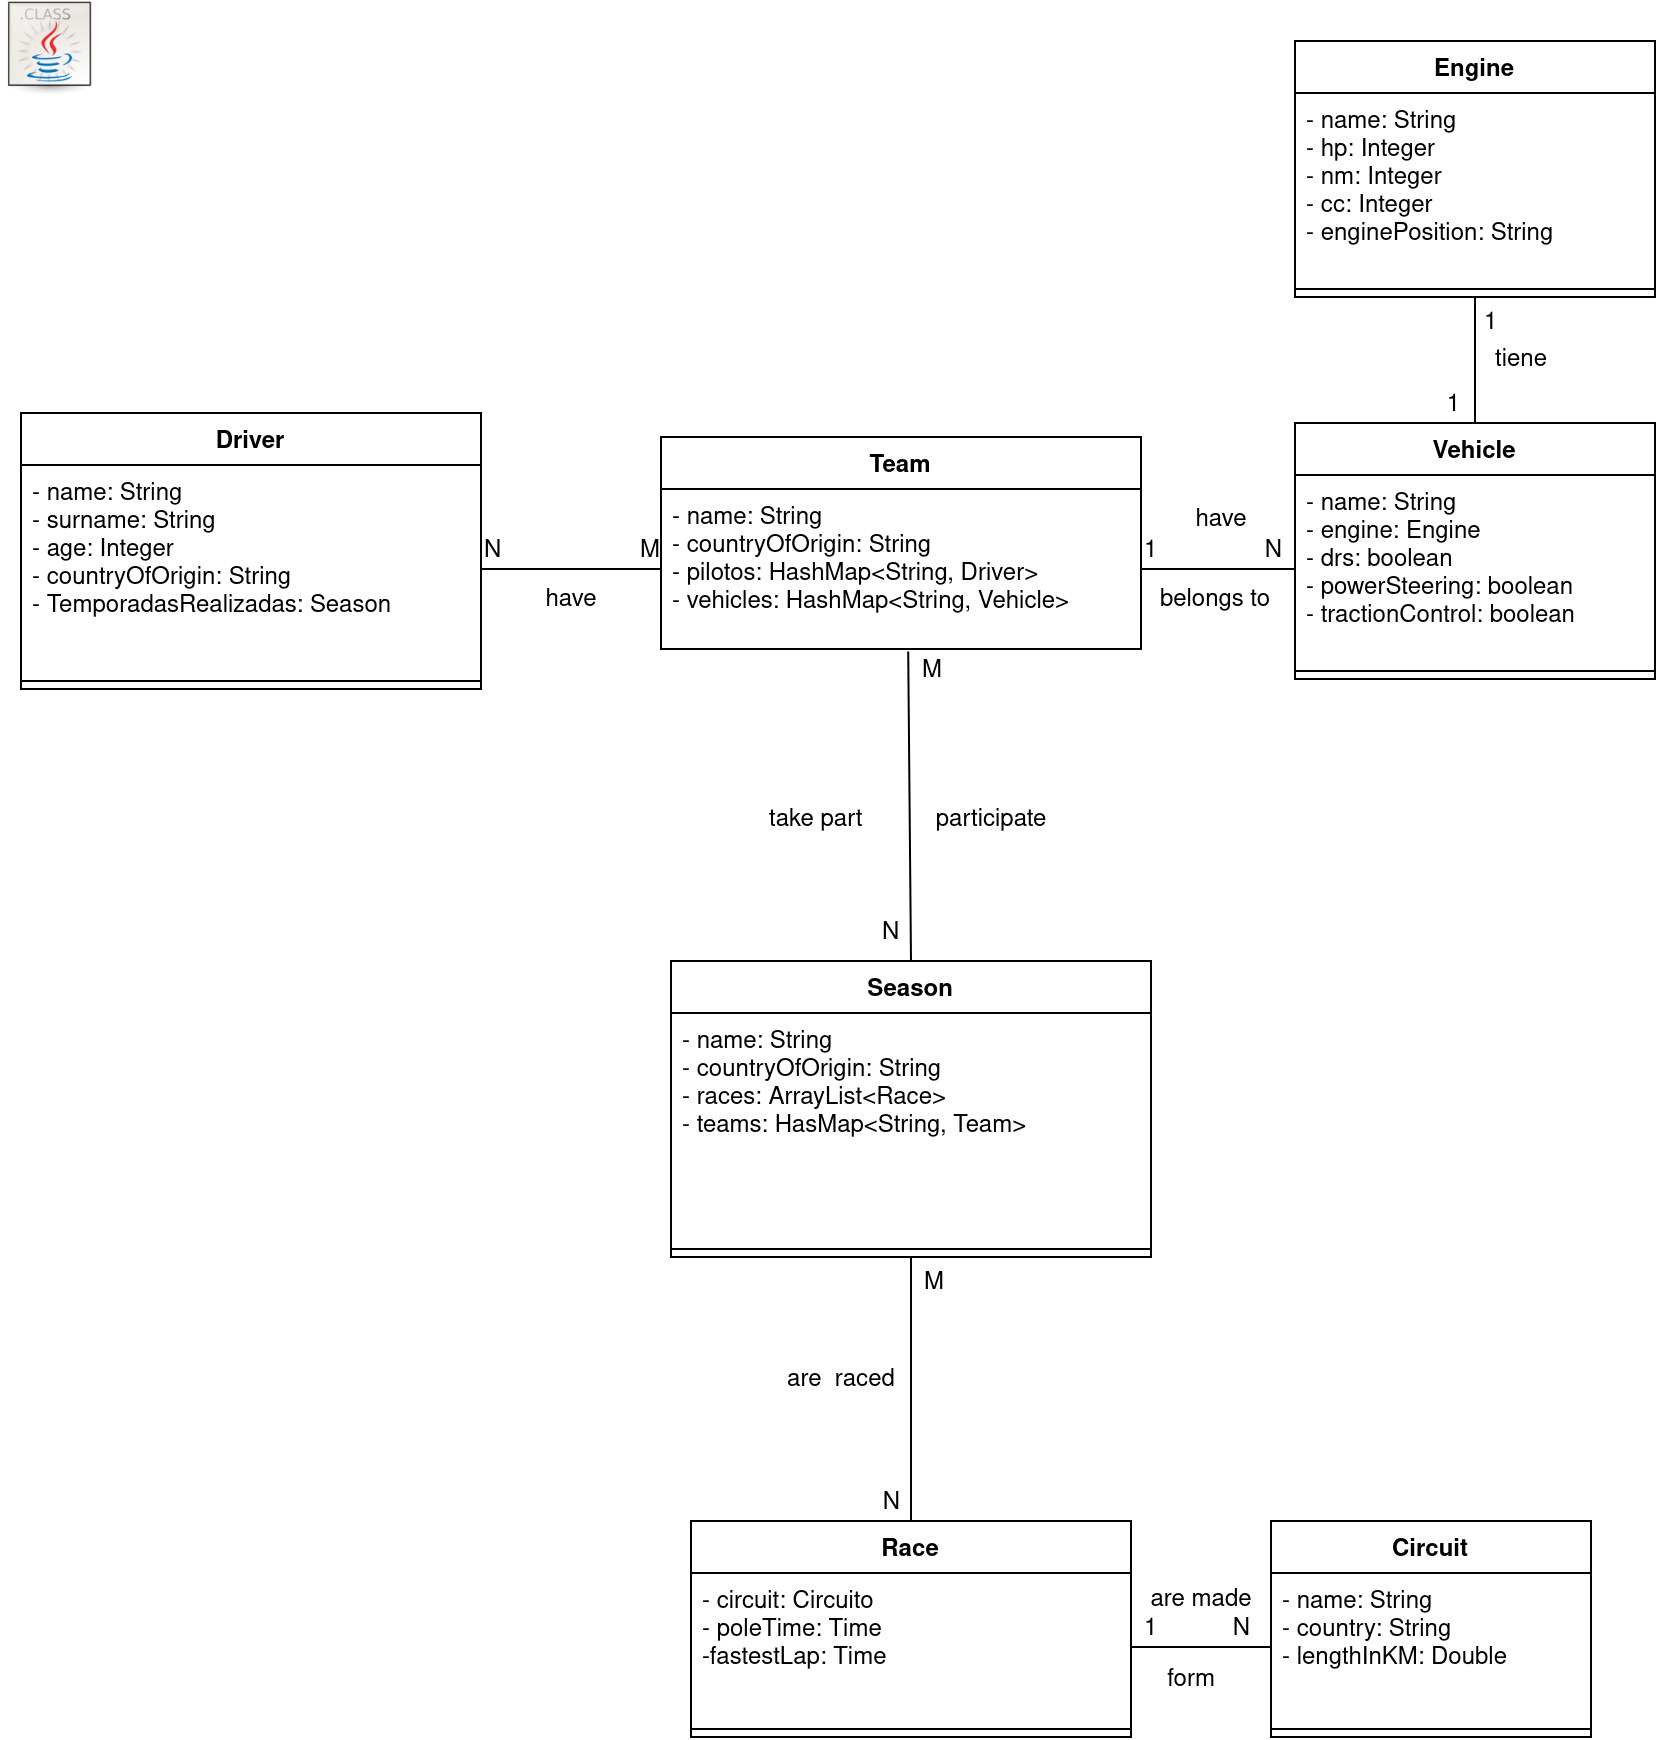 .CLASS
Engine
- name: String
- hp: Integer
- nm: Integer
- cc: Integer
- enginePosition: String
1
tiene
1
Driver
- name: String
- surname: String
- age: Integer
- countryOfOrigin: String
- TemporadasRealizadas: Season
N
M
have
Team
- name: String
- countryOfOrigin: String
- pilotos: HashMap<String, Driver>
- vehicles: HashMap<String, Vehicle>
have
1
N
belongs to
Vehicle
- name: String
- engine: Engine
- drs: boolean
- powerSteering: boolean
- tractionControl: boolean
M
take part
participate
N
Season
- name: String
- countryOfOrigin: String
- races: ArrayList<Race>
- teams: HasMap<String, Team>
M
are raced
N
Race
- circuit: Circuito
- poleTime: Time
-fastestLap: Time
are made
1
N
form
Circuit
- name: String
- country: String
- lengthInKM: Double